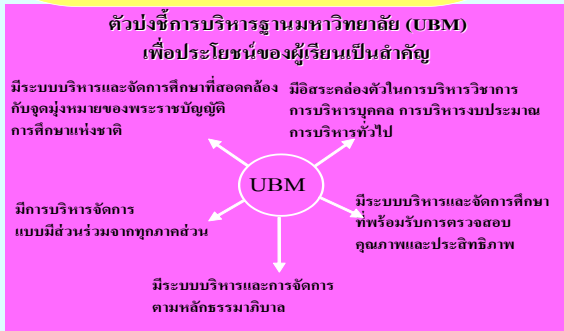 ตัวบ่งชี้การบริหารฐานมหาวิทยาลัย (UBM)
เพื่อประโยชน์ของผู้เรียนเป็นสำคัญ
มีระบบบริหารและจัดการศึกษาที่สอดคล้อง
กับจุดมุ่งหมายของพระราชบัญญัติ
การศึกษาแห่งชาติ
มีอิสระคล่องตัวในการบริหารวิชาการ
การบริหารบุคคล การบริหารงบประมาณ
การบริหารทั่วไป
UBM
มีการบริหารจัดการ
แบบมีส่วนร่วมจากทุกภาคส่วน
มีระบบบริหารและจัดการศึกษา
ที่พร้อมรับการตรวจสอบ
คุณภาพและประสิทธิภาพ
มีระบบบริหารและการจัดการ
ตามหลักธรรมาภิบาล